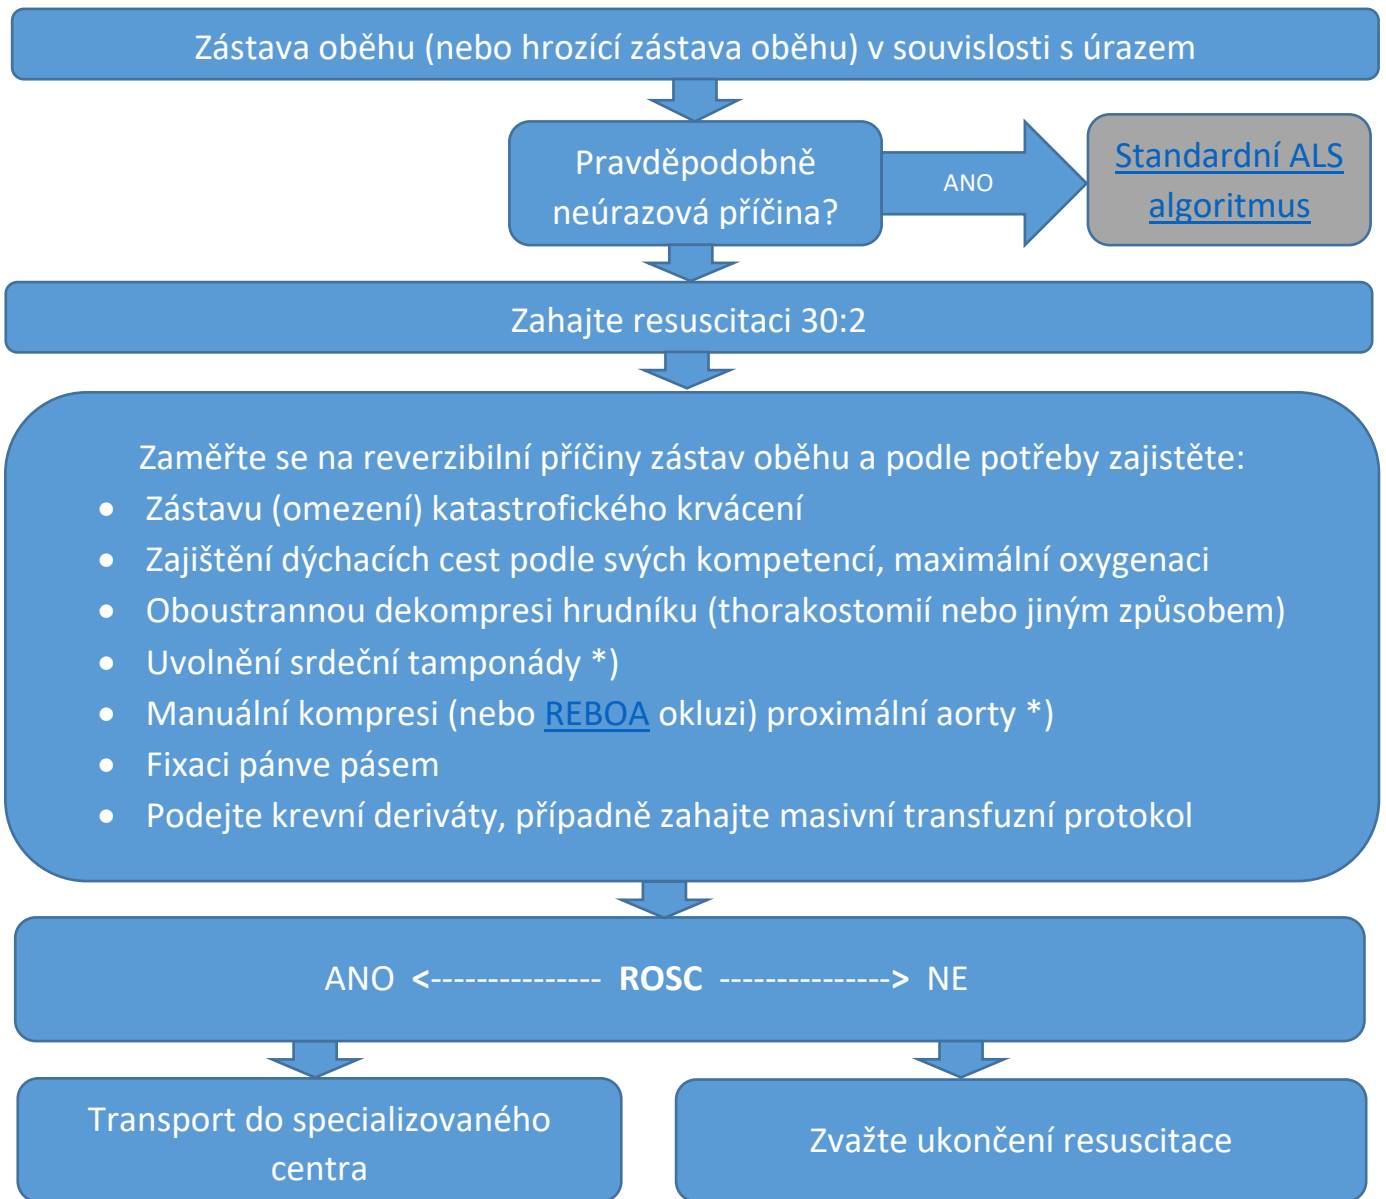 Zástava oběhu (nebo hrozící zástava oběhu) v souvislosti s úrazem
Pravděpodobně
neúrazová příčina?
ANO
Standardní ALS
algoritmus
Zahajte resuscitaci 30:2
Zaměřte se na reverzibilní příčiny zástav oběhu a podle potřeby zajistěte:
• Zástavu (omezení) katastrofického krvácení
• Zajištění dýchacích cest podle svých kompetencí, maximální oxygenaci
• Oboustrannou dekompresi hrudníku (thorakostomií nebo jiným způsobem)
• Uvolnění srdeční tamponády *)
• Manuální kompresi (nebo REBOA okluzi) proximální aorty *)
• Fixaci pánve pásem
• Podejte krevní deriváty, případně zahajte masivní transfuzní protokol
ANO <--------------- ROSC ---------------> NE
Transport do specializovaného
centra
Zvažte ukončení resuscitace